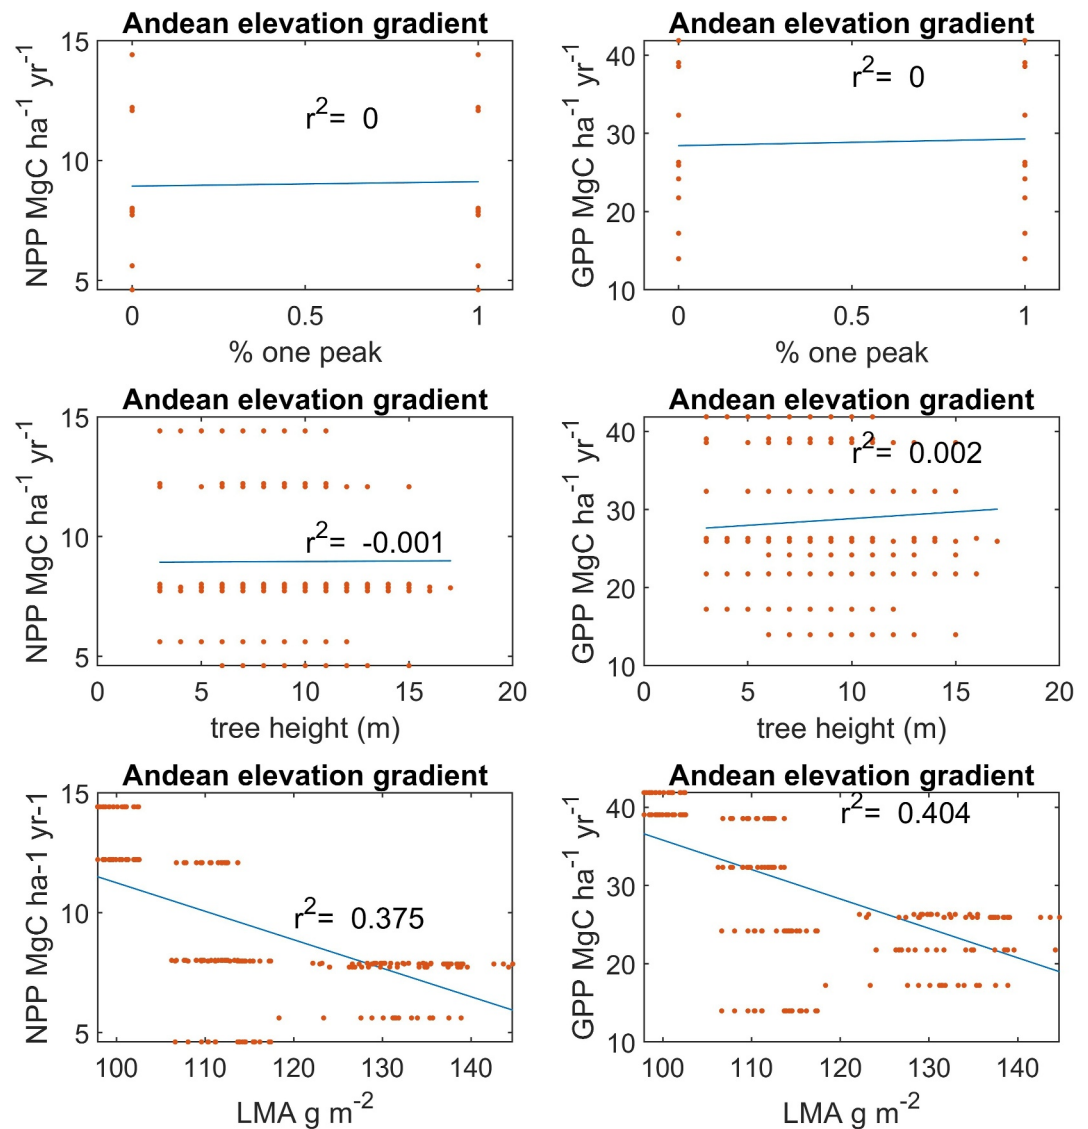 Andean elevation gradient
NPP MgC ha⁻¹ yr⁻¹
15
10
5
r²= 0
0 0.5 1
% one peak
Andean elevation gradient
GPP MgC ha⁻¹ yr⁻¹
40
30
20
10
r²= 0
0 0.5 1
% one peak
Andean elevation gradient
NPP MgC ha⁻¹ yr⁻¹
15
10
5
r²= -0.001
0 5 10 15 20
tree height (m)
Andean elevation gradient
GPP MgC ha⁻¹ yr⁻¹
40
30
20
10
r²= 0.002
0 5 10 15 20
tree height (m)
Andean elevation gradient
NPP MgC ha-1 yr-1
15
10
5
r²= 0.375
100 110 120 130 140
LMA g m⁻²
Andean elevation gradient
GPP MgC ha⁻¹ yr⁻¹
40
30
20
10
r²= 0.404
100 110 120 130 140
LMA g m⁻²